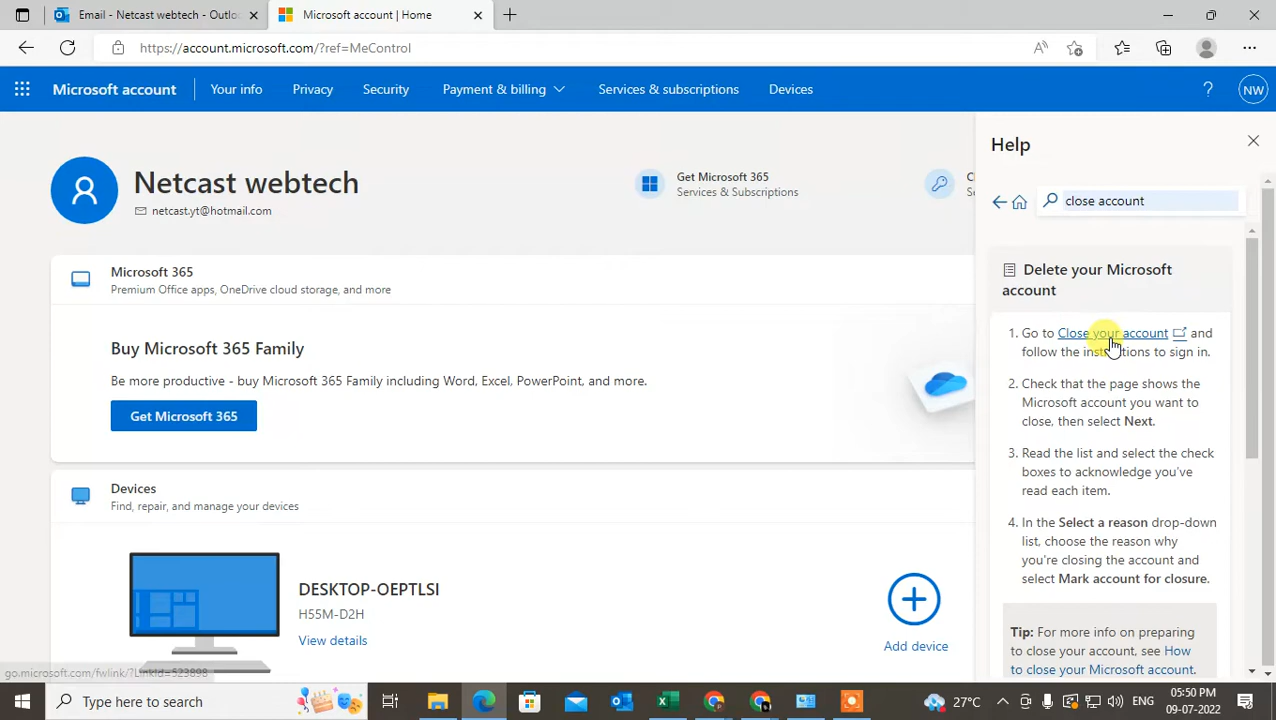 Email - Netcast webtech - Outlo
Microsoft account | Home
https://account.microsoft.com/?ref=MeControl
Microsoft account
Your info
Privacy
Security
Payment & billing
Services & subscriptions
Devices
?
NW
Netcast webtech
netcast.yt@hotmail.com
Get Microsoft 365
Services & Subscriptions
Help
close account
Delete your Microsoft
account
1. Go to Close your account and
follow the instructions to sign in.
2. Check that the page shows the
Microsoft account you want to
close, then select Next.
3. Read the list and select the check
boxes to acknowledge you've
read each item.
4. In the Select a reason drop-down
list, choose the reason why
you're closing the account and
select Mark account for closure.
Tip: For more info on preparing
to close your account, see How
to close your Microsoft account.
Microsoft 365
Premium Office apps, OneDrive cloud storage, and more
Buy Microsoft 365 Family
Be more productive - buy Microsoft 365 Family including Word, Excel, PowerPoint, and more.
Get Microsoft 365
Devices
Find, repair, and manage your devices
DESKTOP-OEPTLSI
H55M-D2H
View details
Add device
go.microsoft.com/fwlink/?LinkId=523898
Type here to search
27°C
ENG
05:50 PM
09-07-2022